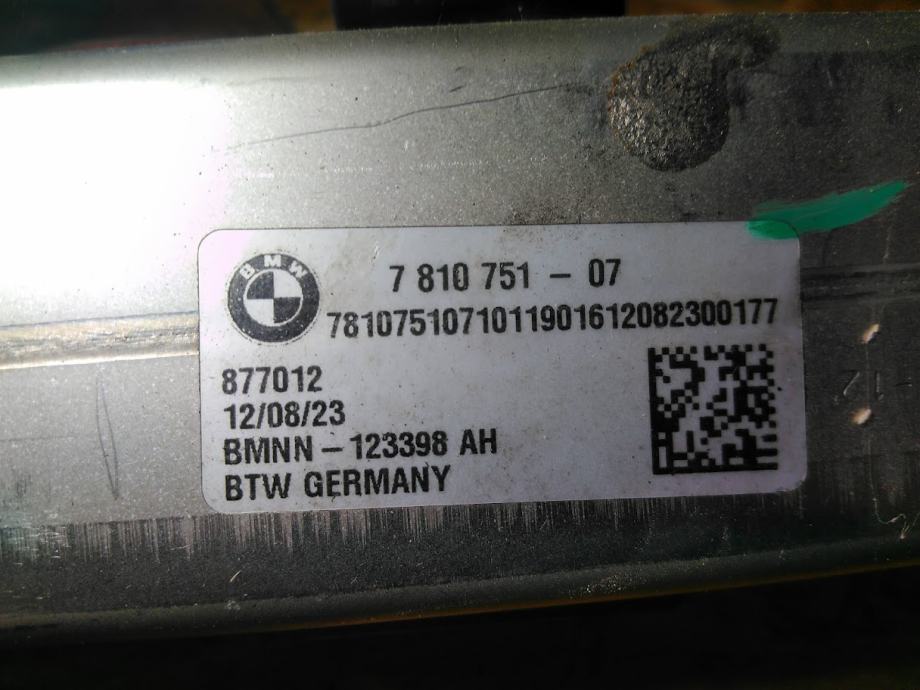 BMW
7 810 751 - 07
7810751071011901612082300177
877012
12/08/23
BMNN - 123398 AH
BTW GERMANY